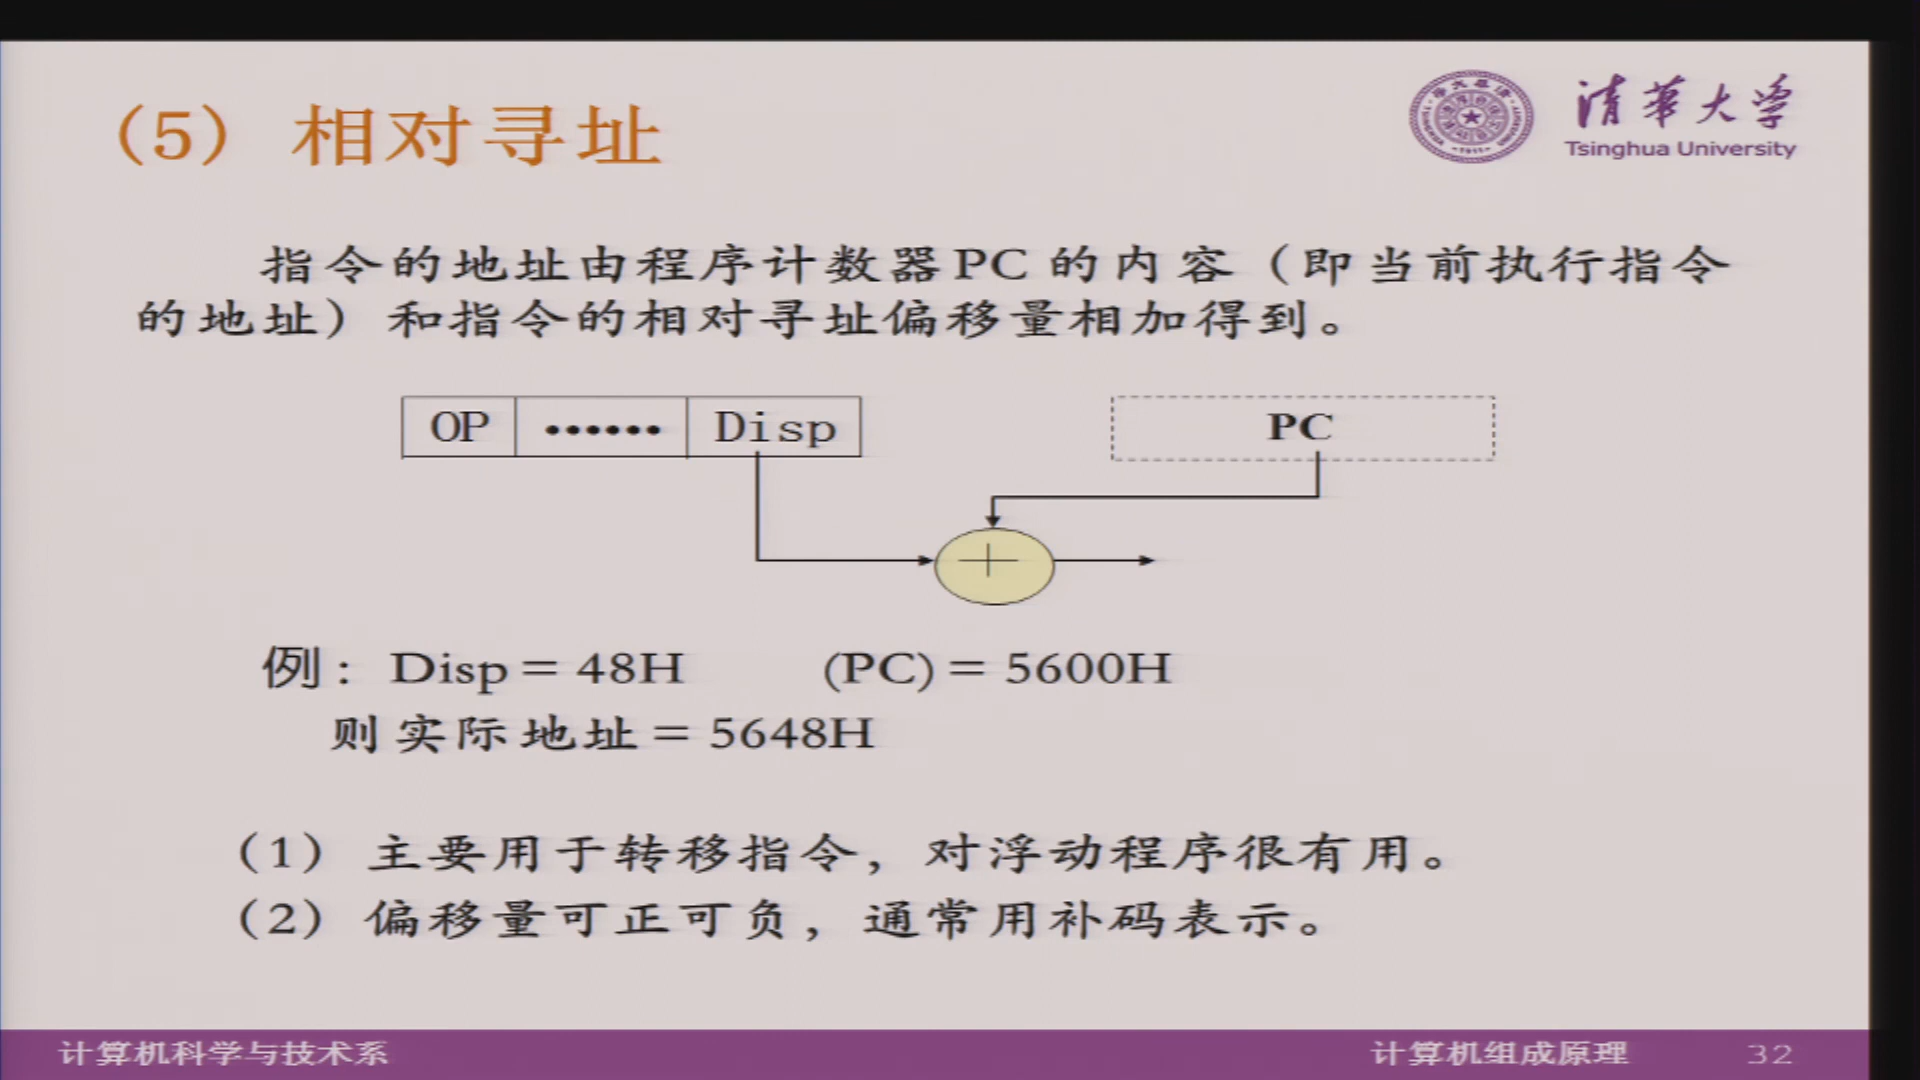 （5）相对寻址
清华大学
Tsinghua University
指令的地址由程序计数器PC 的内容（即当前执行指令
的地址）和指令的相对寻址偏移量相加得到。
OP ...... Disp PC
+
例：Disp = 48H (PC) = 5600H
则实际地址 = 5648H
（1）主要用于转移指令，对浮动程序很有用。
（2）偏移量可正可负，通常用补码表示。
计算机科学与技术系 计算机组成原理 32